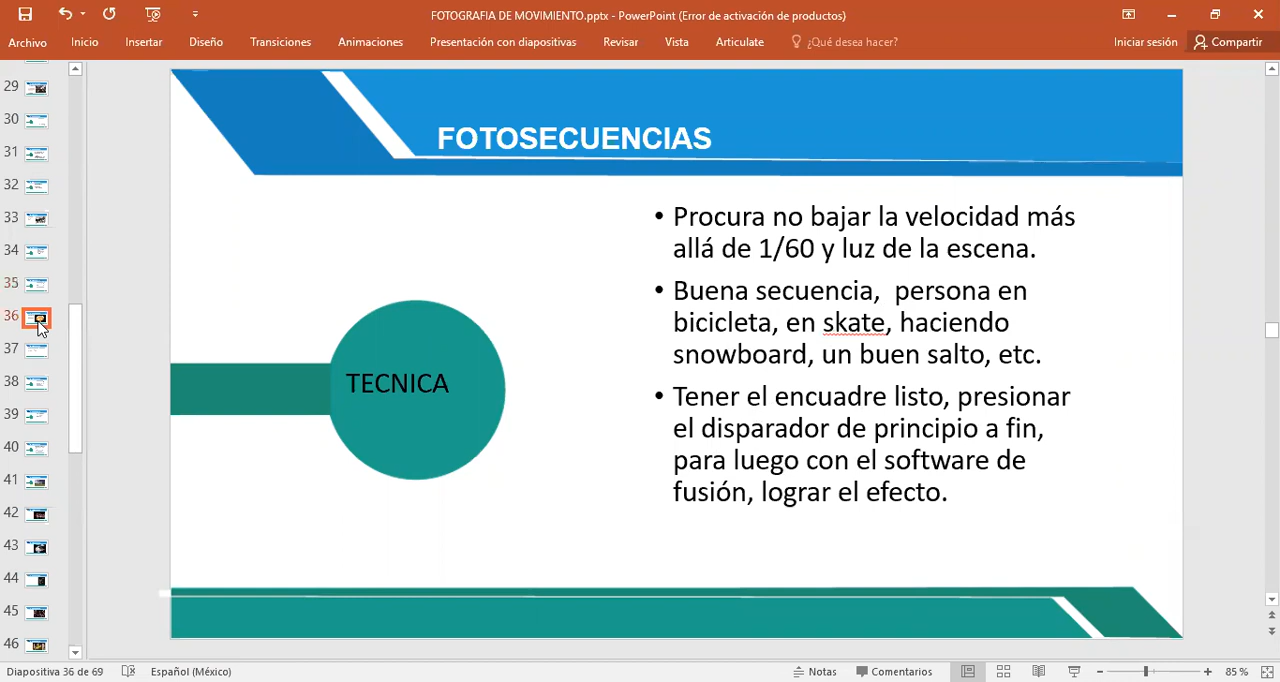 FOTOGRAFIA DE MOVIMIENTO.pptx - PowerPoint (Error de activación de productos)
Archivo Inicio Insertar Diseño Transiciones Animaciones Presentación con diapositivas Revisar Vista Articulate ¿Qué desea hacer? Iniciar sesión Compartir
29
30
31
32
33
34
35
36
37
38
39
40
41
42
43
44
45
46
FOTOSECUENCIAS
TECNICA
• Procura no bajar la velocidad más
allá de 1/60 y luz de la escena.
• Buena secuencia, persona en
bicicleta, en skate, haciendo
snowboard, un buen salto, etc.
• Tener el encuadre listo, presionar
el disparador de principio a fin,
para luego con el software de
fusión, lograr el efecto.
Diapositiva 36 de 69 Español (México) Notas Comentarios 85 %